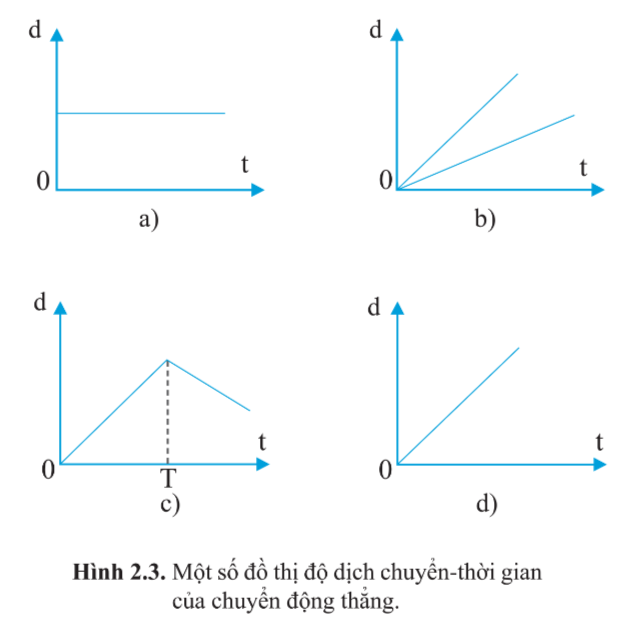 d
t
0
a)
d
t
0
b)
d
t
0
T
c)
d
t
0
d)
Hình 2.3. Một số đồ thị độ dịch chuyển-thời gian
của chuyển động thẳng.